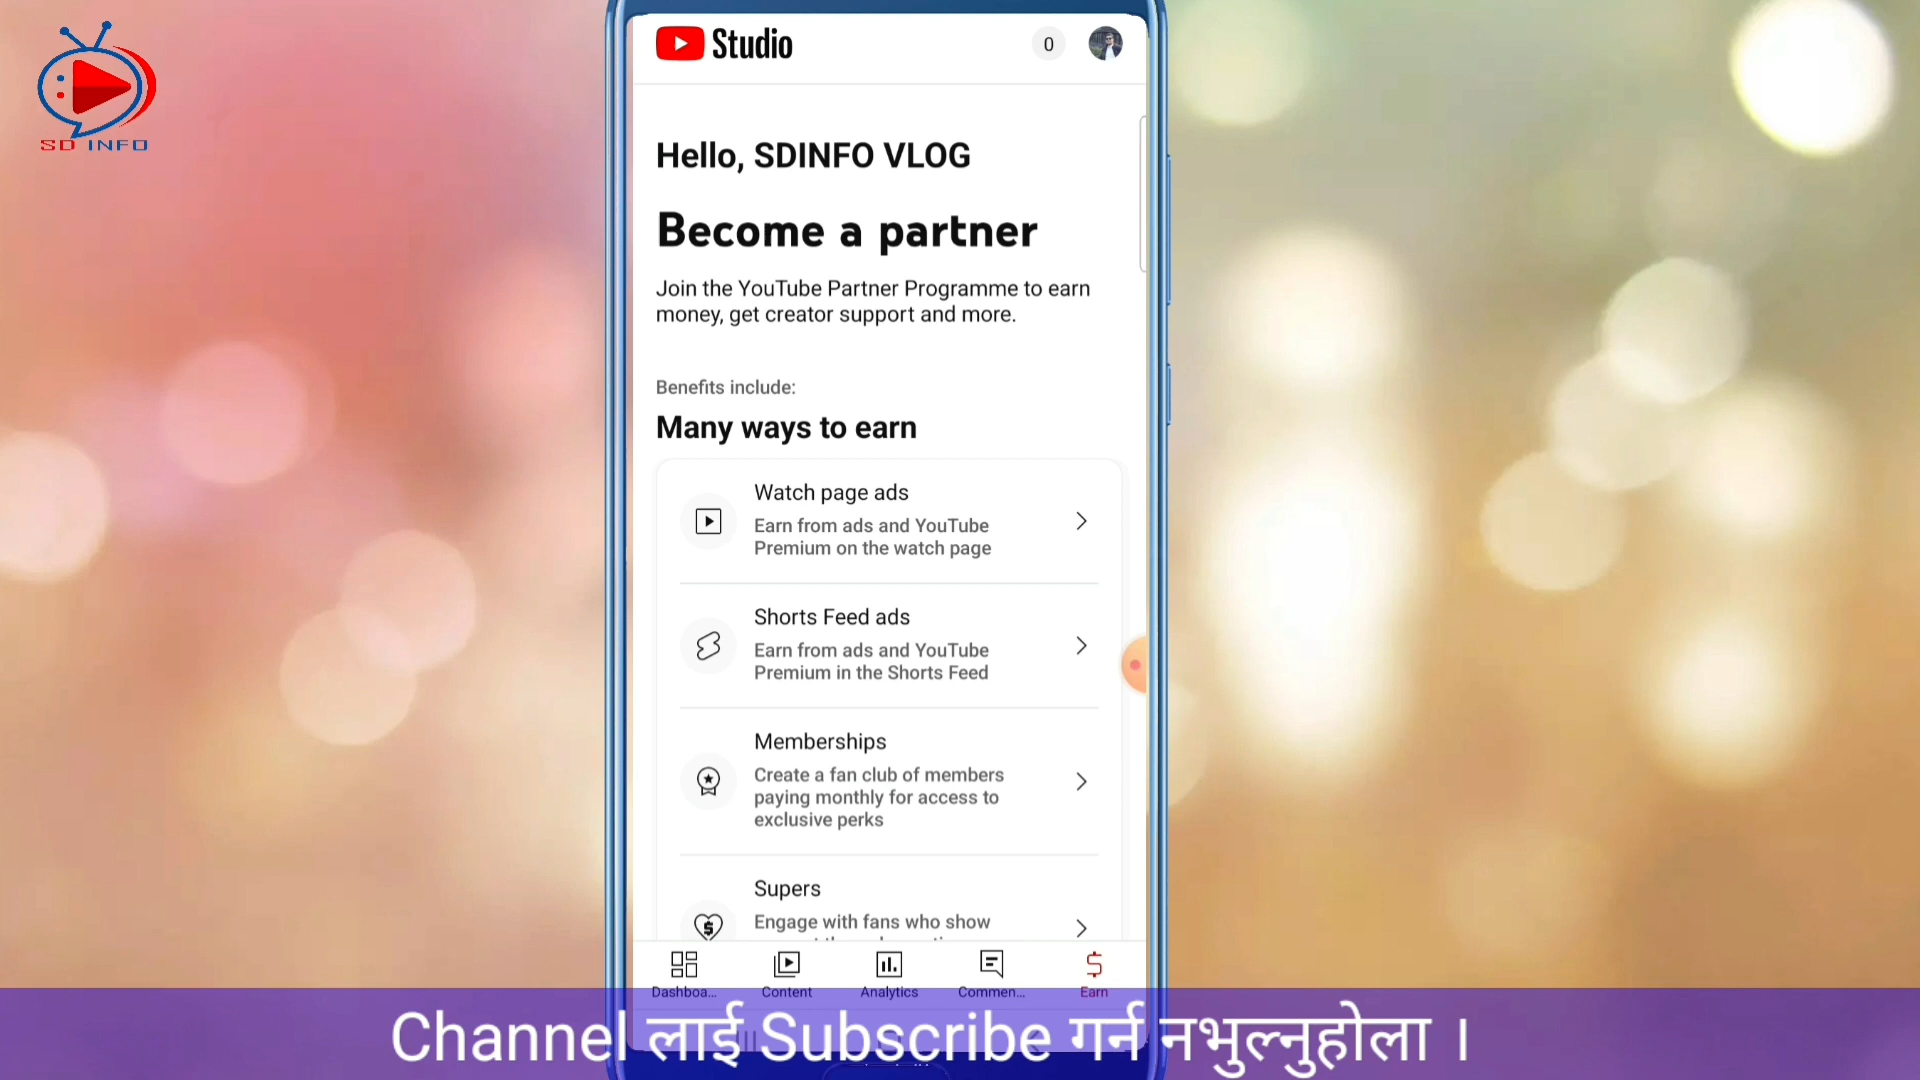 SD INFO
Studio
0
Hello, SDINFO VLOG
Become a partner
Join the YouTube Partner Programme to earn
money, get creator support and more.
Benefits include:
Many ways to earn
Watch page ads
Earn from ads and YouTube
Premium on the watch page
Shorts Feed ads
Earn from ads and YouTube
Premium in the Shorts Feed
Memberships
Create a fan club of members
paying monthly for access to
exclusive perks
Supers
Engage with fans who show
Dashboa...
Content
Analytics
Commen...
Earn
Channel लाई Subscribe गर्न नभुल्नुहोला ।